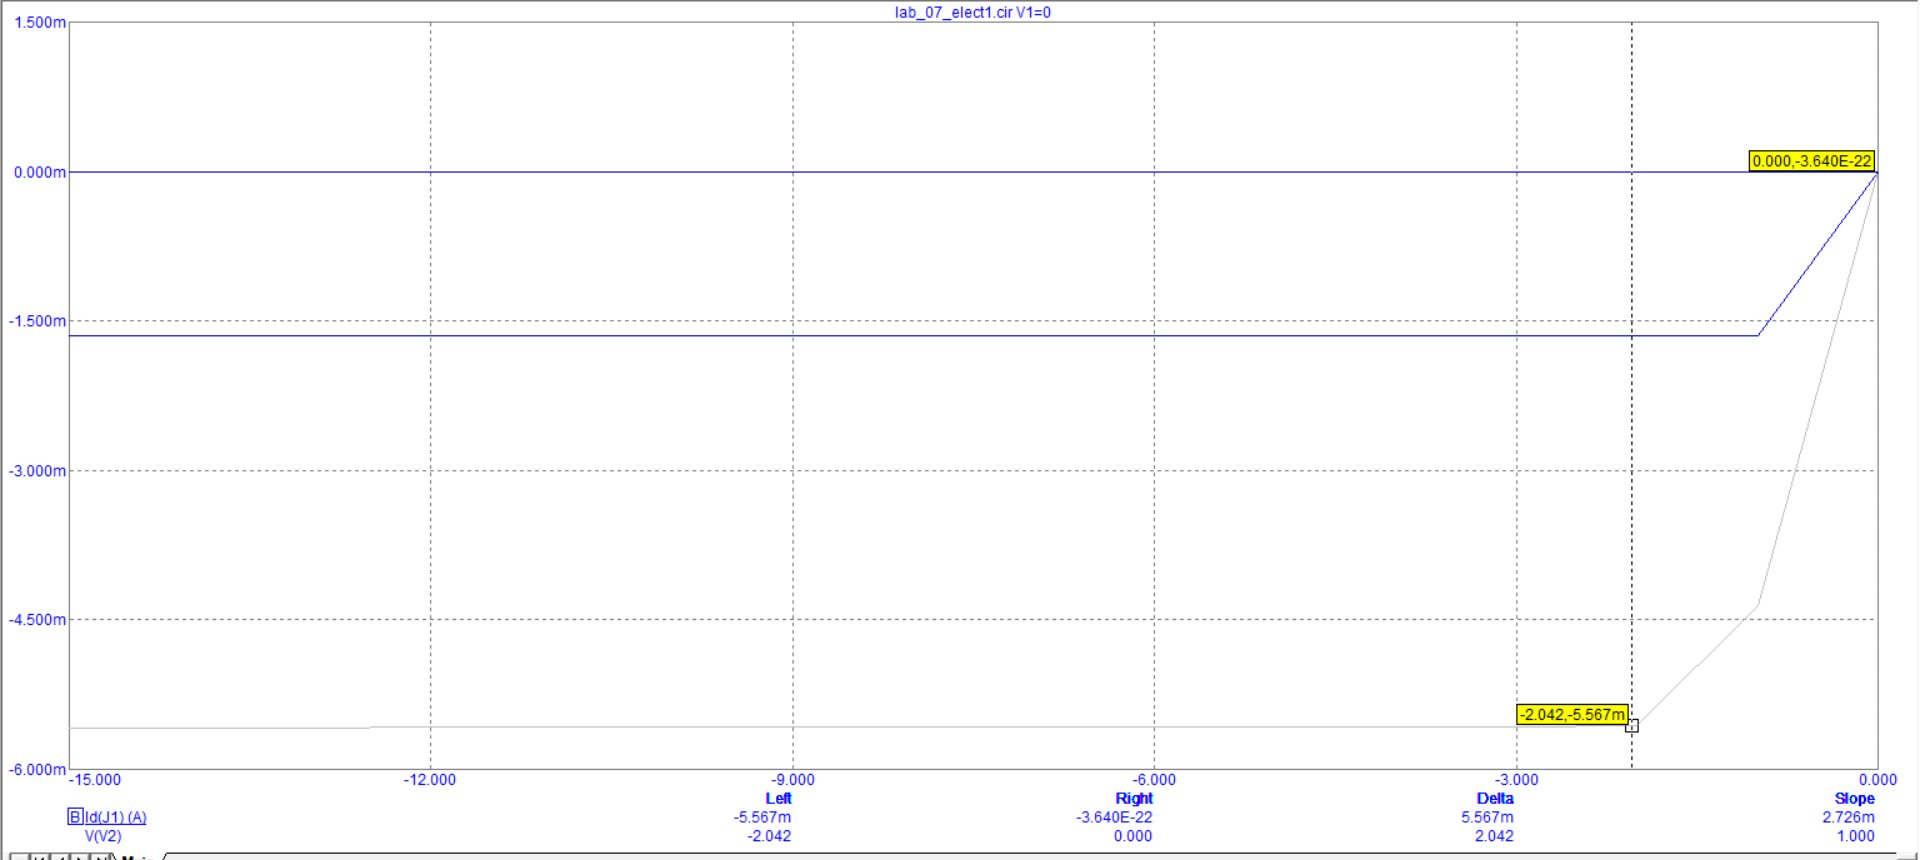 lab_07_elect1.cir V1=0
1.500m
0.000,-3.640E-22
0.000m
-1.500m
-3.000m
-4.500m
-2.042,-5.567m
-6.000m
-15.000 -12.000 -9.000 -6.000 -3.000 0.000
Left Right Delta Slope
B Id(J1) (A) -5.567m -3.640E-22 5.567m 2.726m
V(V2) -2.042 0.000 2.042 1.000